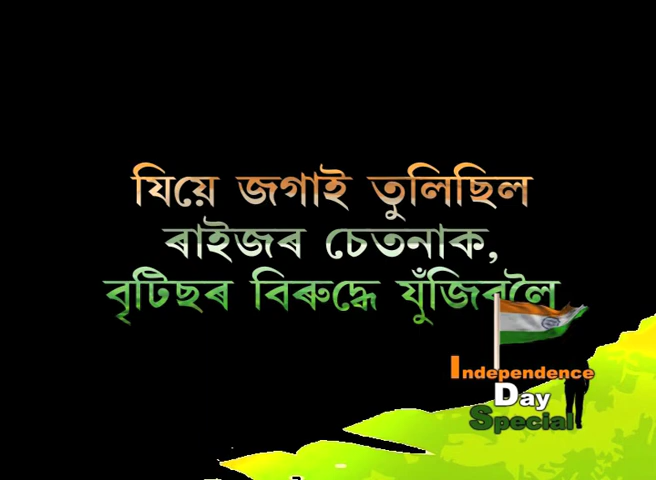 যিয়ে জগাই তুলিছিল
ৰাইজৰ চেতনাক,
বৃটিছৰ বিৰুদ্ধে যুঁজিবলৈ
Independence
Day
Special